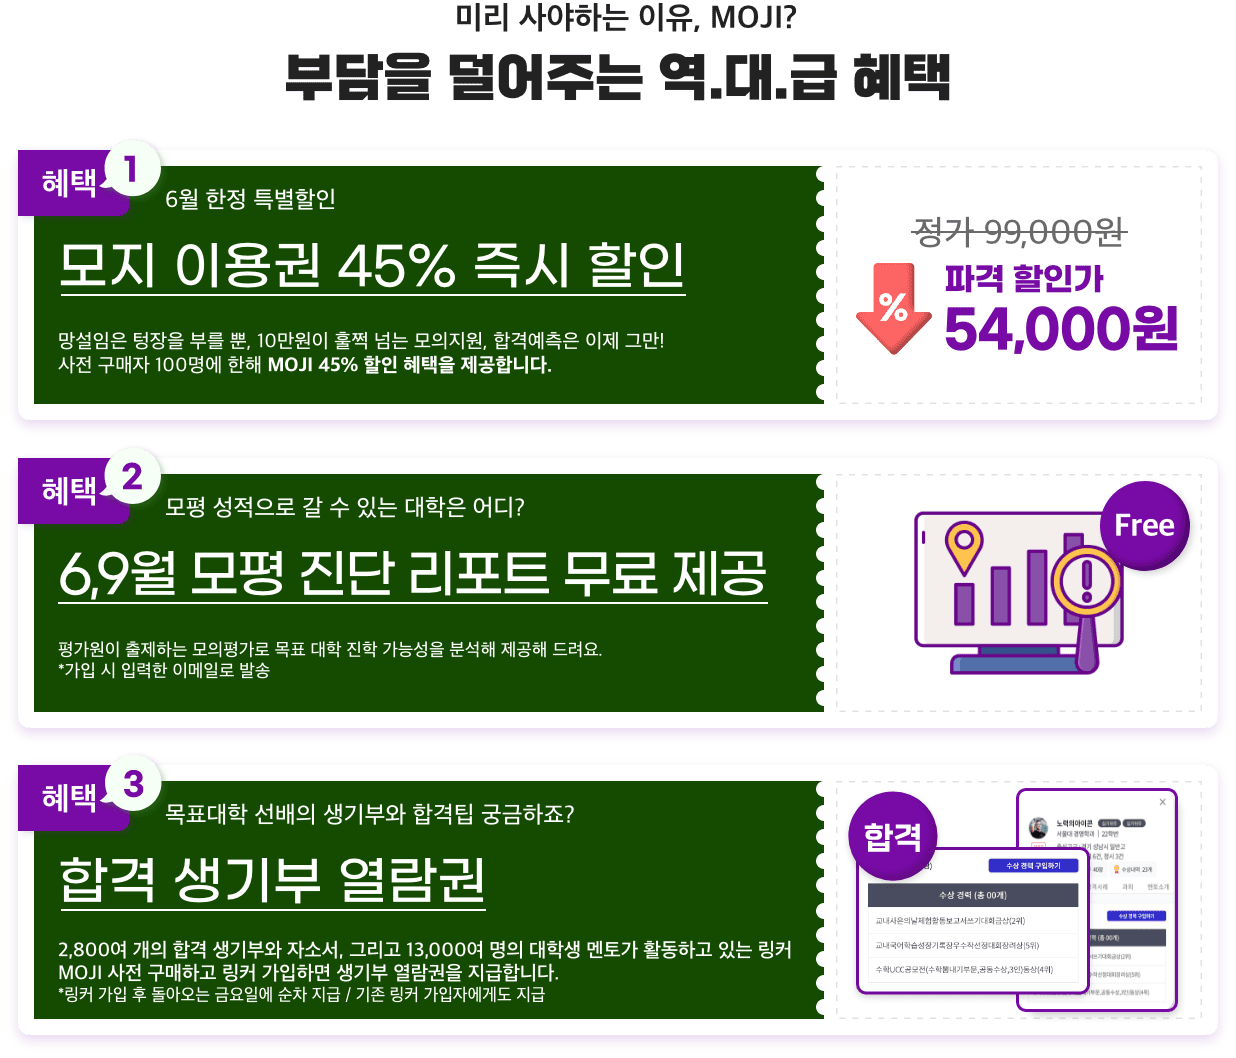 미리 사야하는 이유, MOJI?
부담을 덜어주는 역.대.급 혜택
혜택 1
6월 한정 특별할인
모지 이용권 45% 즉시 할인
망설임은 텅장을 부를 뿐, 10만원이 훌쩍 넘는 모의지원, 합격예측은 이제 그만!
사전 구매자 100명에 한해 MOJI 45% 할인 혜택을 제공합니다.
정가 99,000원
%
파격 할인가
54,000원
혜택 2
모평 성적으로 갈 수 있는 대학은 어디?
6,9월 모평 진단 리포트 무료 제공
평가원이 출제하는 모의평가로 목표 대학 진학 가능성을 분석해 제공해 드려요.
*가입 시 입력한 이메일로 발송
Free
혜택 3
목표대학 선배의 생기부와 합격팁 궁금하죠?
합격 생기부 열람권
2,800여 개의 합격 생기부와 자소서, 그리고 13,000여 명의 대학생 멘토가 활동하고 있는 링커
MOJI 사전 구매하고 링커 가입하면 생기부 열람권을 지급합니다.
*링커 가입 후 돌아오는 금요일에 순차 지급 / 기존 링커 가입자에게도 지급
합격
수상 경력 구입하기
수상 경력 (총 00개)
교내사은의날체험활동보고서쓰기대회금상(2위)
교내국어학습성장기록장우수작선정대회장려상(5위)
수학UCC공모전(수학뽐내기부문,공동수상,3인)동상(4위)
노력의아이콘
서울대 경영학과 | 22학번
6건, 정시 3건
수상내역 23개
과외 멘토소개
수상 경력 구입하기